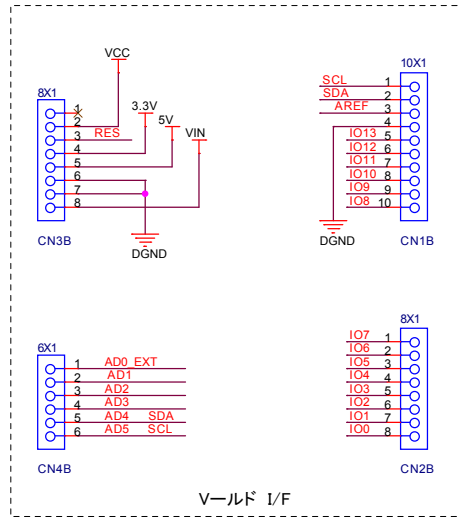 VCC
8X1
1
2
3 RES
4 3.3V
5 5V
6
7
8 VIN
DGND
CN3B
10X1
SCL 1
SDA 2
AREF 3
4
IO13 5
IO12 6
IO11 7
IO10 8
IO9 9
IO8 10
DGND
CN1B
6X1
1 AD0_EXT
2 AD1
3 AD2
4 AD3
5 AD4 SDA
6 AD5 SCL
CN4B
8X1
IO7 1
IO6 2
IO5 3
IO4 4
IO3 5
IO2 6
IO1 7
IO0 8
CN2B
Vールド I/F